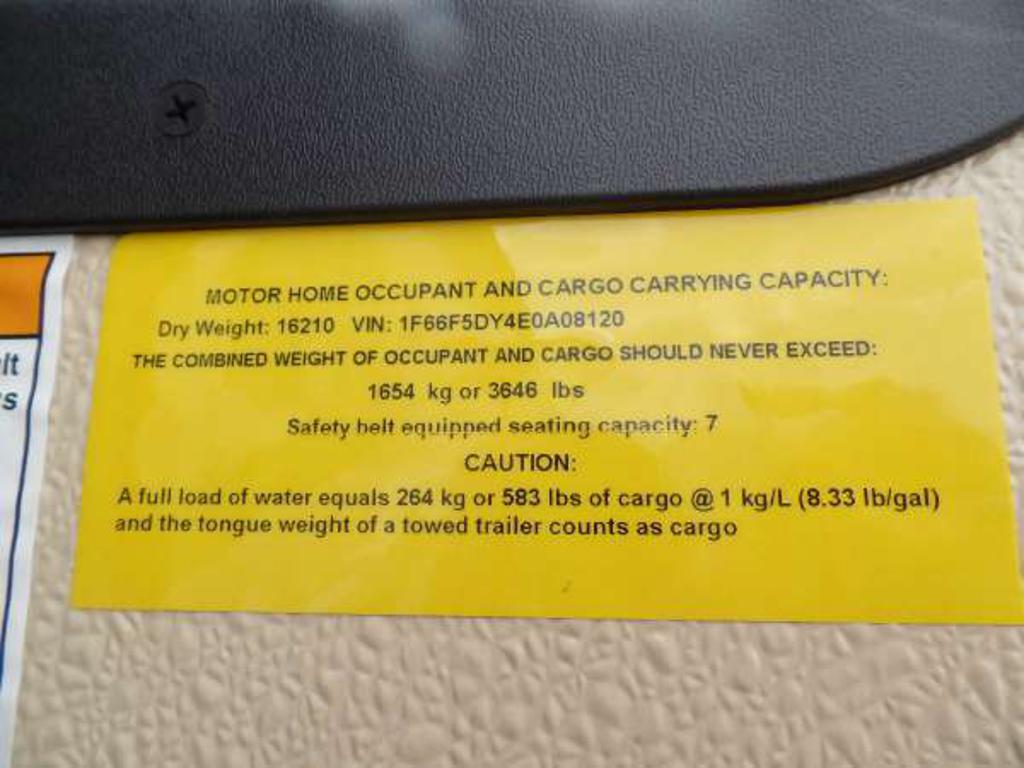 MOTOR HOME OCCUPANT AND CARGO CARRYING CAPACITY:
Dry Weight: 16210 VIN: 1F66F5DY4E0A08120
THE COMBINED WEIGHT OF OCCUPANT AND CARGO SHOULD NEVER EXCEED:
1654 kg or 3646 lbs
Safety belt equipped seating capacity: 7
CAUTION:
A full load of water equals 264 kg or 583 lbs of cargo @ 1 kg/L (8.33 lb/gal)
and the tongue weight of a towed trailer counts as cargo